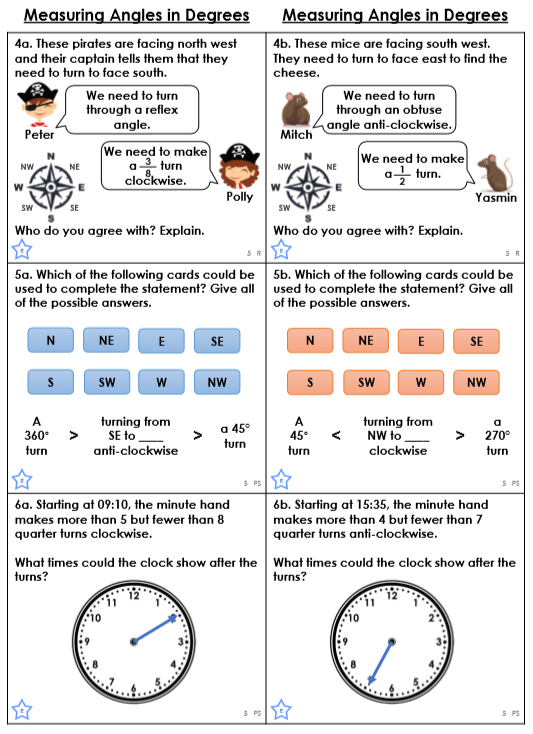 Measuring Angles in Degrees
Measuring Angles in Degrees
4a. These pirates are facing north west
and their captain tells them that they
need to turn to face south.
We need to turn
through a reflex
angle.
Peter
We need to make
a 3/8 turn
clockwise.
Polly
N
NW
NE
W
E
SW
SE
S
Who do you agree with? Explain.
E
S R
4b. These mice are facing south west.
They need to turn to face east to find the
cheese.
We need to turn
through an obtuse
angle anti-clockwise.
Mitch
We need to make
a 1/2 turn.
Yasmin
N
NW
NE
W
E
SW
SE
S
Who do you agree with? Explain.
E
S R
5a. Which of the following cards could be
used to complete the statement? Give all
of the possible answers.
N NE E SE
S SW W NW
A
360°
turn
>
turning from
SE to ____
anti-clockwise
>
a 45°
turn
E
S PS
5b. Which of the following cards could be
used to complete the statement? Give all
of the possible answers.
N NE E SE
S SW W NW
A
45°
turn
<
turning from
NW to ____
clockwise
>
a
270°
turn
E
S PS
6a. Starting at 09:10, the minute hand
makes more than 5 but fewer than 8
quarter turns clockwise.
What times could the clock show after the
turns?
12
11 1
10
9 3
8 4
7 5
6
E
S PS
6b. Starting at 15:35, the minute hand
makes more than 4 but fewer than 7
quarter turns anti-clockwise.
What times could the clock show after the
turns?
12
11 1
10 2
9 3
8 4
5
6
E
S PS